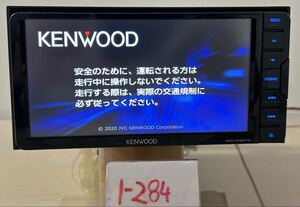 KENWOOD
安全のために、運転される方は
走行中に操作しないでください。
走行する際は、実際の交通規制に
必ず従ってください。
© 2020 JVC KENWOOD Corporation
KENWOOD
HOME
1-284